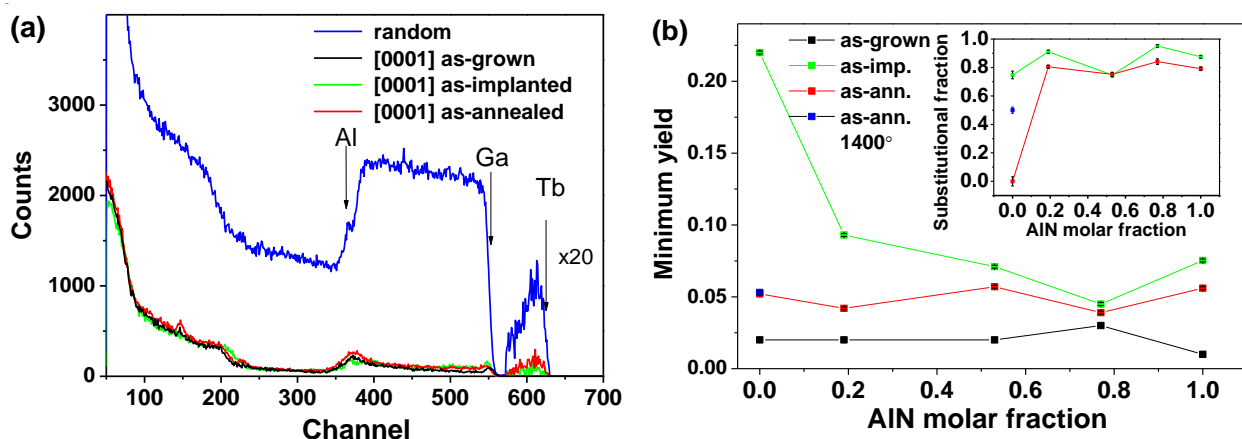 (a)
random
[0001] as-grown
[0001] as-implanted
[0001] as-annealed
Al
Ga
Tb
x20
3000
2000
1000
0
100 200 300 400 500 600 700
Counts
Channel
(b)
as-grown
as-imp.
as-ann.
as-ann.
1400°
0.20
0.15
0.10
0.05
0.00
0.0 0.2 0.4 0.6 0.8 1.0
Minimum yield
AlN molar fraction
1.0
0.8
0.6
0.4
0.2
0.0
0.0 0.2 0.4 0.6 0.8 1.0
Substitutional fraction
AlN molar fraction